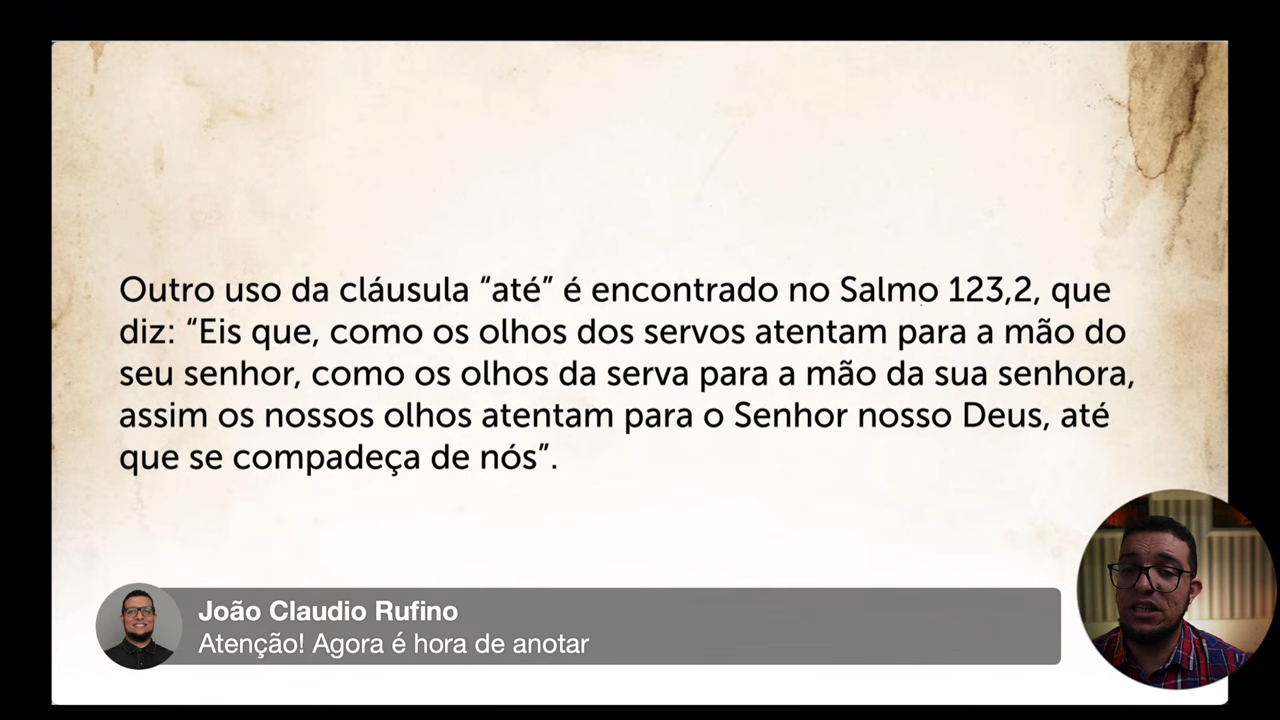 Outro uso da cláusula “até” é encontrado no Salmo 123,2, que
diz: “Eis que, como os olhos dos servos atentam para a mão do
seu senhor, como os olhos da serva para a mão da sua senhora,
assim os nossos olhos atentam para o Senhor nosso Deus, até
que se compadeça de nós”.
João Claudio Rufino
Atenção! Agora é hora de anotar